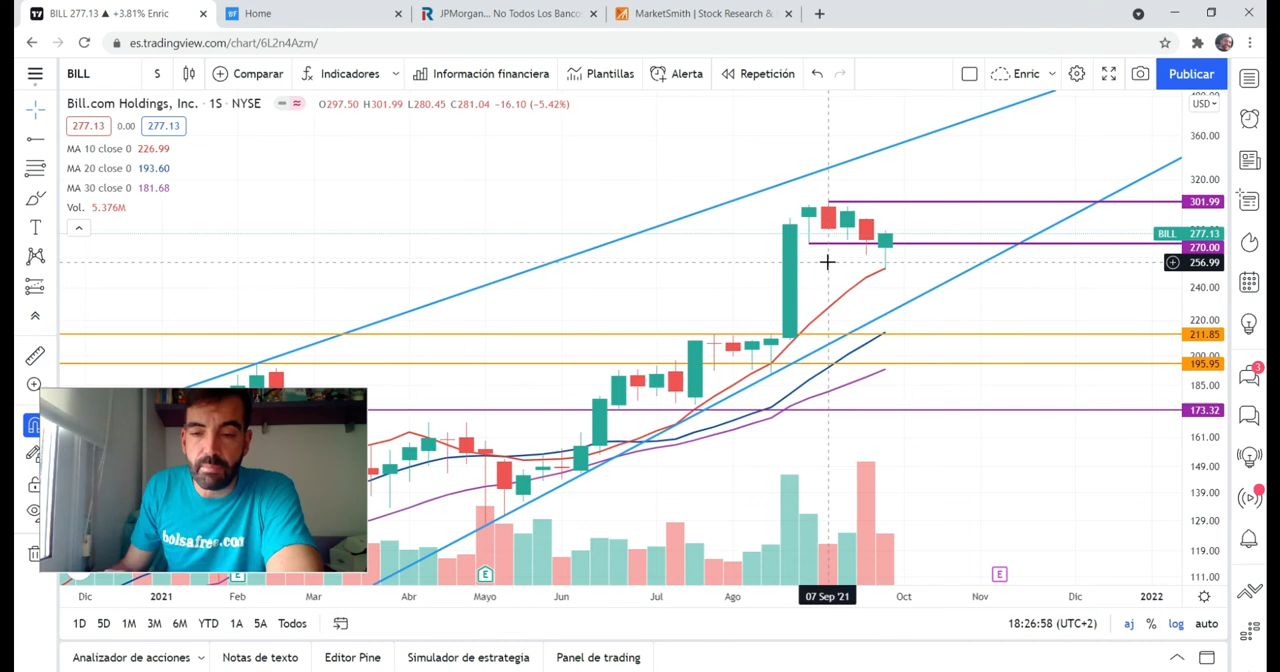 BILL 277.13 ▲ +3.81% Enric
Home
JPMorgan... No Todos Los Banco
MarketSmith | Stock Research &
es.tradingview.com/chart/6L2n4Azm/
BILL S Comparar Indicadores Información financiera Plantillas Alerta Repetición Enric Publicar
Bill.com Holdings, Inc. · 1S · NYSE O297.50 H301.99 L280.45 C281.04 −16.10 (−5.42%)
USD
277.13 0.00 277.13
MA 10 close 0 226.99
MA 20 close 0 193.60
MA 30 close 0 181.68
Vol. 5.376M
360.00
320.00
301.99
BILL 277.13
270.00
256.99
240.00
220.00
211.85
200.00
195.95
185.00
173.32
161.00
149.00
139.00
129.00
119.00
111.00
3
bolsafree.com
E
E
E
Dic 2021 Feb Mar Abr Mayo Jun Jul Ago 07 Sep '21 Oct Nov Dic 2022
1D 5D 1M 3M 6M YTD 1A 5A Todos 18:26:58 (UTC+2) aj % log auto
Analizador de acciones Notas de texto Editor Pine Simulador de estrategia Panel de trading